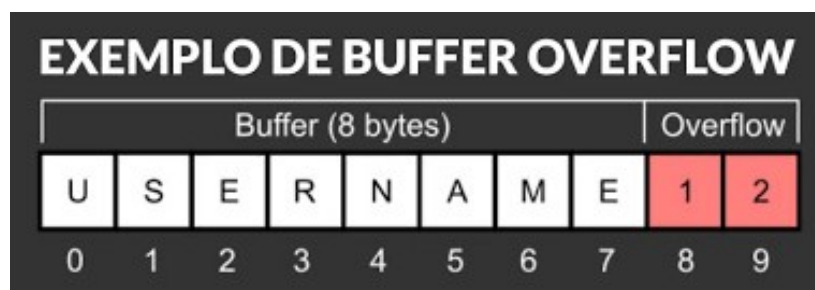 EXEMPLO DE BUFFER OVERFLOW
Buffer (8 bytes) Overflow
U S E R N A M E 1 2
0 1 2 3 4 5 6 7 8 9